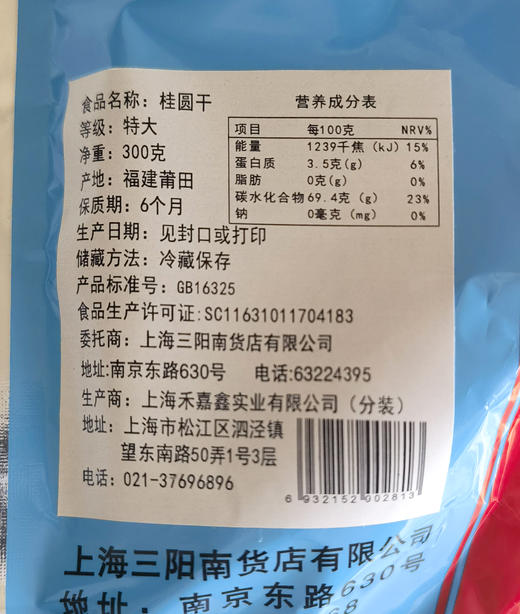 食品名称：桂圆干
等级：特大
净重：300克
产地：福建莆田
保质期：6个月
生产日期：见封口或打印
储藏方法：冷藏保存
产品标准号：GB16325
食品生产许可证:SC11631011704183
委托商：上海三阳南货店有限公司
地址:南京东路630号 电话:63224395
生产商：上海禾嘉鑫实业有限公司（分装）
地址：上海市松江区泗泾镇
望东南路50弄1号3层
电话：021-37696896
营养成分表
项目 每100克 NRV%
能量 1239千焦 (kJ) 15%
蛋白质 3.5克(g) 6%
脂肪 0克(g) 0%
碳水化合物 69.4克(g) 23%
钠 0毫克(mg) 0%
6 932152 002813
上海三阳南货店有限公司
地址：南京东路630号
68